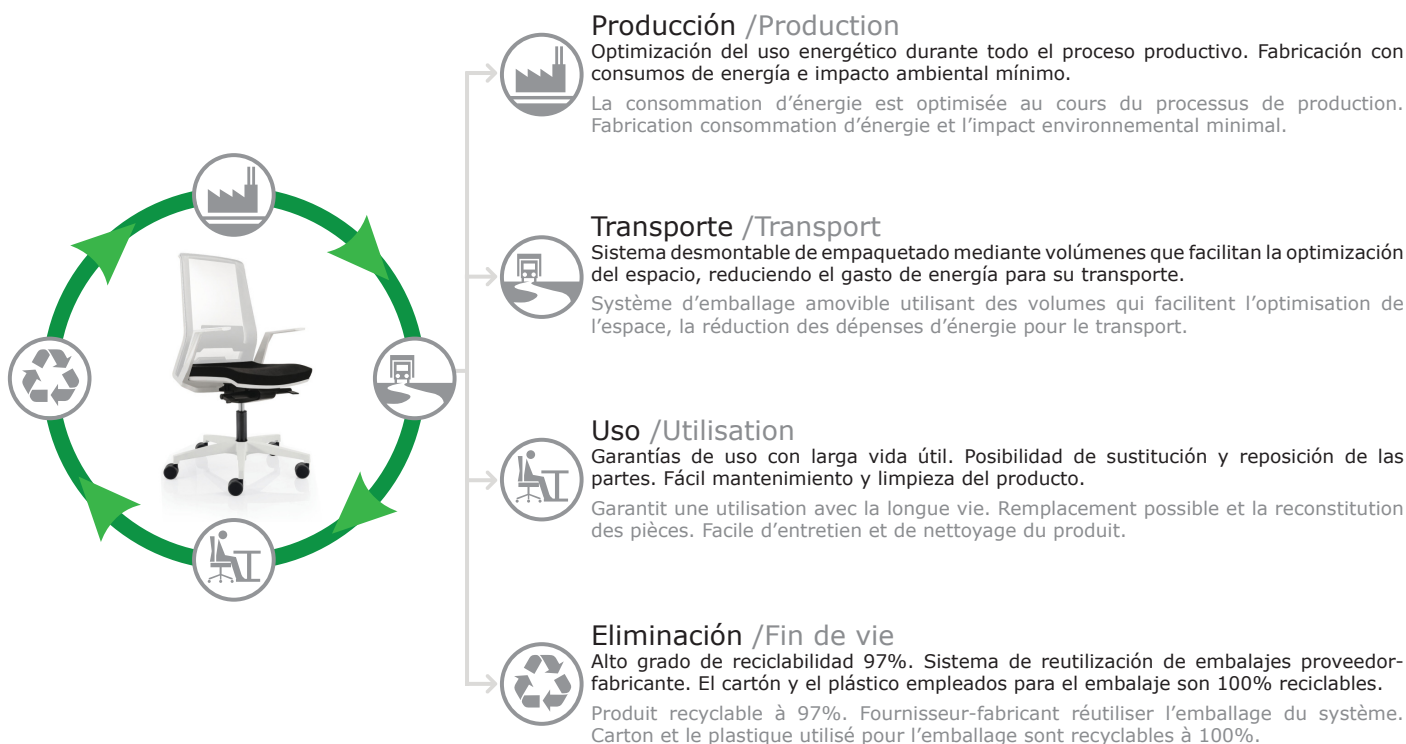 Producción /Production
Optimización del uso energético durante todo el proceso productivo. Fabricación con
consumos de energía e impacto ambiental mínimo.
La consommation d’énergie est optimisée au cours du processus de production.
Fabrication consommation d’énergie et l’impact environnemental minimal.
Transporte /Transport
Sistema desmontable de empaquetado mediante volúmenes que facilitan la optimización
del espacio, reduciendo el gasto de energía para su transporte.
Système d’emballage amovible utilisant des volumes qui facilitent l’optimisation de
l’espace, la réduction des dépenses d’énergie pour le transport.
Uso /Utilisation
Garantías de uso con larga vida útil. Posibilidad de sustitución y reposición de las
partes. Fácil mantenimiento y limpieza del producto.
Garantit une utilisation avec la longue vie. Remplacement possible et la reconstitution
des pièces. Facile d’entretien et de nettoyage du produit.
Eliminación /Fin de vie
Alto grado de reciclabilidad 97%. Sistema de reutilización de embalajes proveedor-
fabricante. El cartón y el plástico empleados para el embalaje son 100% reciclables.
Produit recyclable à 97%. Fournisseur-fabricant réutiliser l’emballage du système.
Carton et le plastique utilisé pour l’emballage sont recyclables à 100%.